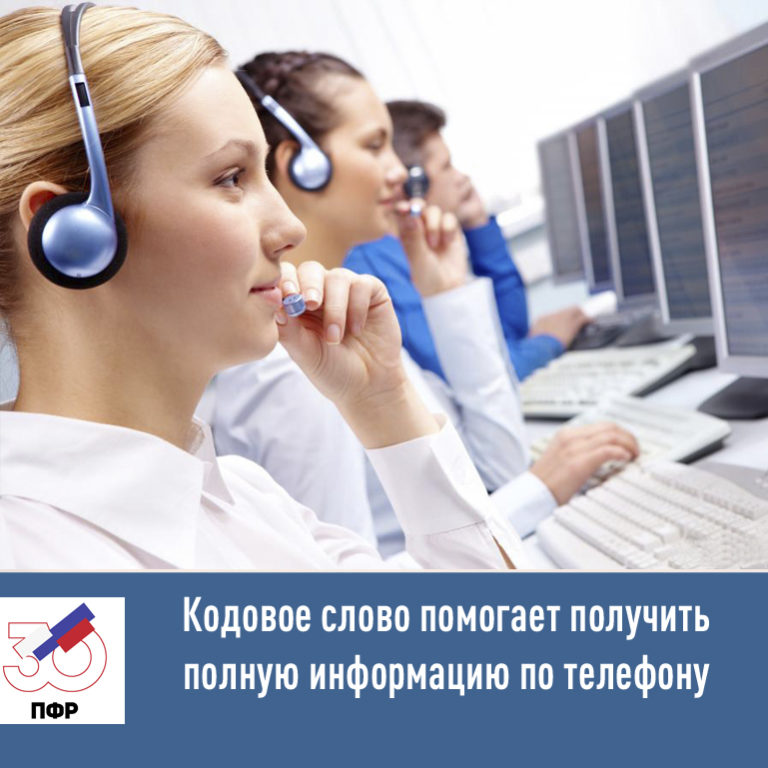 Кодовое слово помогает получить
полную информацию по телефону
30
ПФР